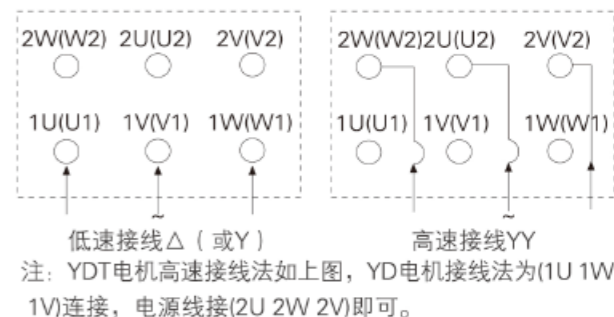 2W(W2) 2U(U2) 2V(V2) 2W(W2)2U(U2) 2V(V2)
1U(U1) 1V(V1) 1W(W1) 1U(U1) 1V(V1) 1W(W1)
~ ~
低速接线△（或Y） 高速接线YY
注：YDT电机高速接线法如上图，YD电机接线法为(1U 1W
1V)连接，电源线接(2U 2W 2V)即可。